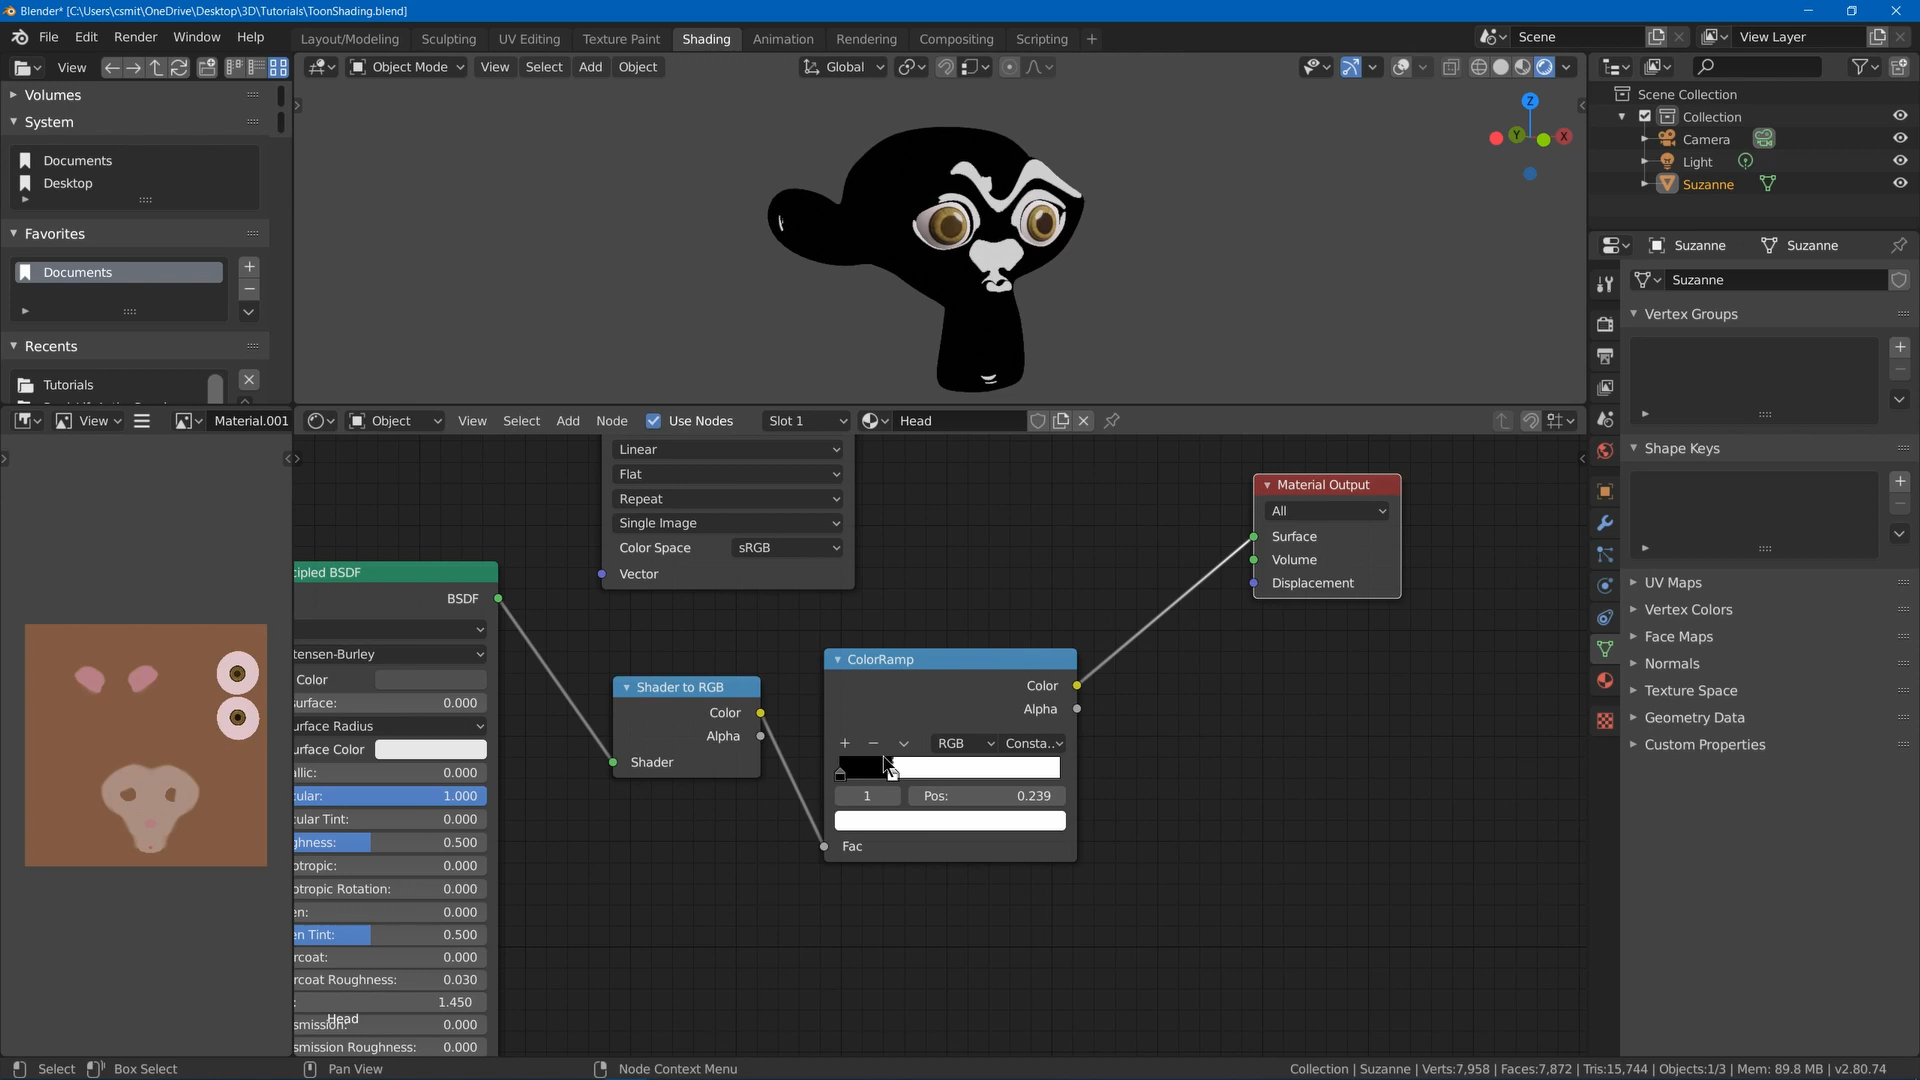 Blender* [C:\Users\csmit\OneDrive\Desktop\3D\Tutorials\ToonShading.blend]
File Edit Render Window Help Layout/Modeling Sculpting UV Editing Texture Paint Shading Animation Rendering Compositing Scripting + Scene View Layer
View Object Mode View Select Add Object Global
Volumes
System
Documents
Desktop
Favorites
Documents
Recents
Tutorials
Z
Y
X
Scene Collection
Collection
Camera
Light
Suzanne
Suzanne Suzanne
Suzanne
Vertex Groups
Shape Keys
UV Maps
Vertex Colors
Face Maps
Normals
Texture Space
Geometry Data
Custom Properties
View Material.001
Object View Select Add Node Use Nodes Slot 1 Head
Linear
Flat
Repeat
Single Image
Color Space sRGB
Vector
cipled BSDF
BSDF
tensen-Burley
Color
surface: 0.000
urface Radius
urface Color
allic: 0.000
cular: 1.000
cular Tint: 0.000
ghness: 0.500
otropic: 0.000
otropic Rotation: 0.000
en: 0.000
en Tint: 0.500
rcoat: 0.000
rcoat Roughness: 0.030
: 1.450
Head
smission: 0.000
smission Roughness: 0.000
Shader to RGB
Color
Alpha
Shader
ColorRamp
Color
Alpha
RGB Consta..
1 Pos: 0.239
Fac
Material Output
All
Surface
Volume
Displacement
Select Box Select Pan View Node Context Menu Collection | Suzanne | Verts:7,958 | Faces:7,872 | Tris:15,744 | Objects:1/3 | Mem: 89.8 MB | v2.80.74